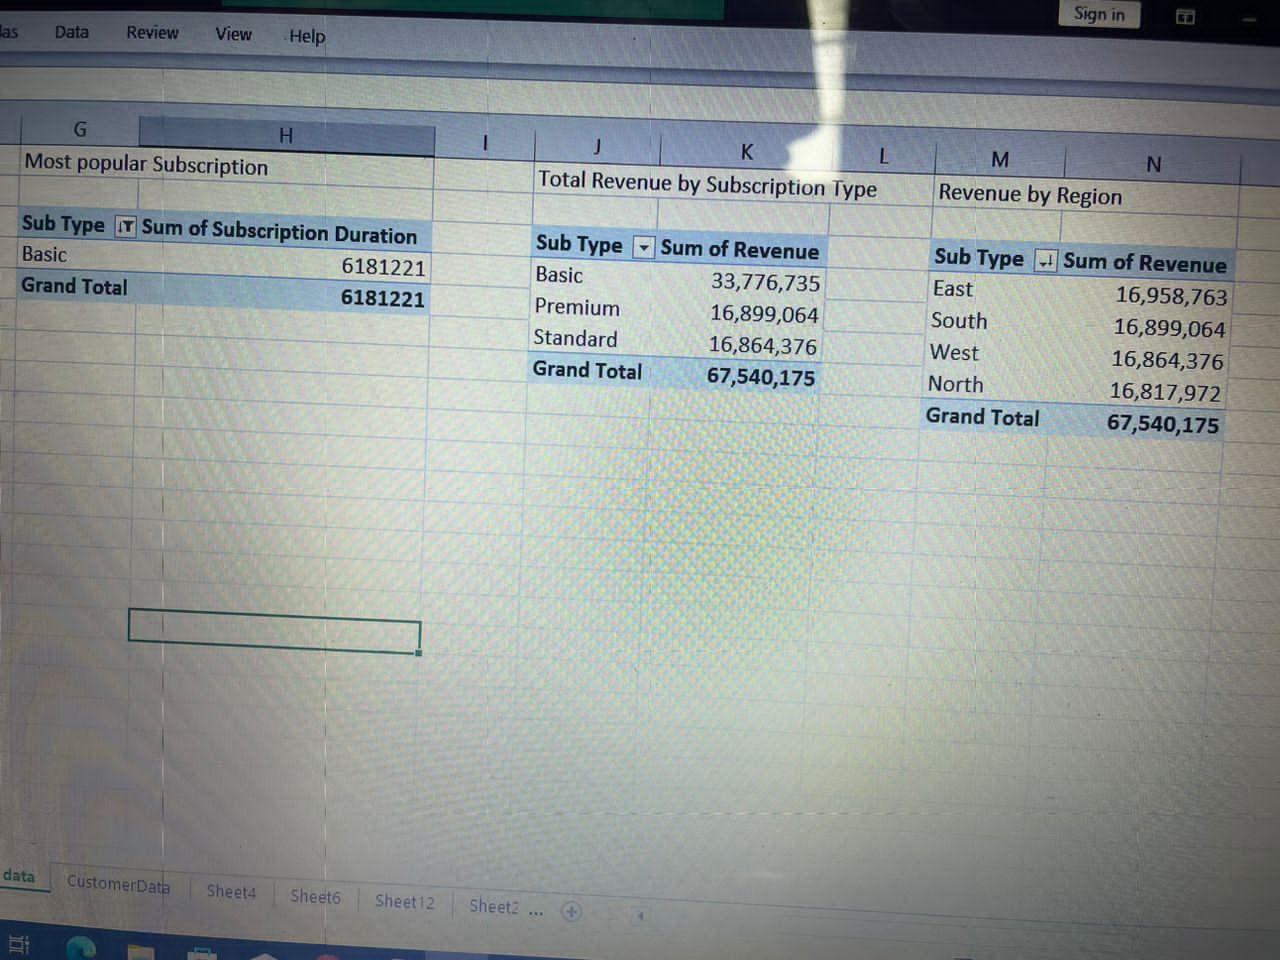 Sign in
Data Review View Help
G H I J K L M N
Most popular Subscription Total Revenue by Subscription Type Revenue by Region
Sub Type Sum of Subscription Duration Sub Type Sum of Revenue Sub Type Sum of Revenue
Basic 6181221 Basic 33,776,735 East 16,958,763
Grand Total 6181221 Premium 16,899,064 South 16,899,064
Standard 16,864,376 West 16,864,376
Grand Total 67,540,175 North 16,817,972
Grand Total 67,540,175
data CustomerData Sheet4 Sheet6 Sheet12 Sheet2 ...